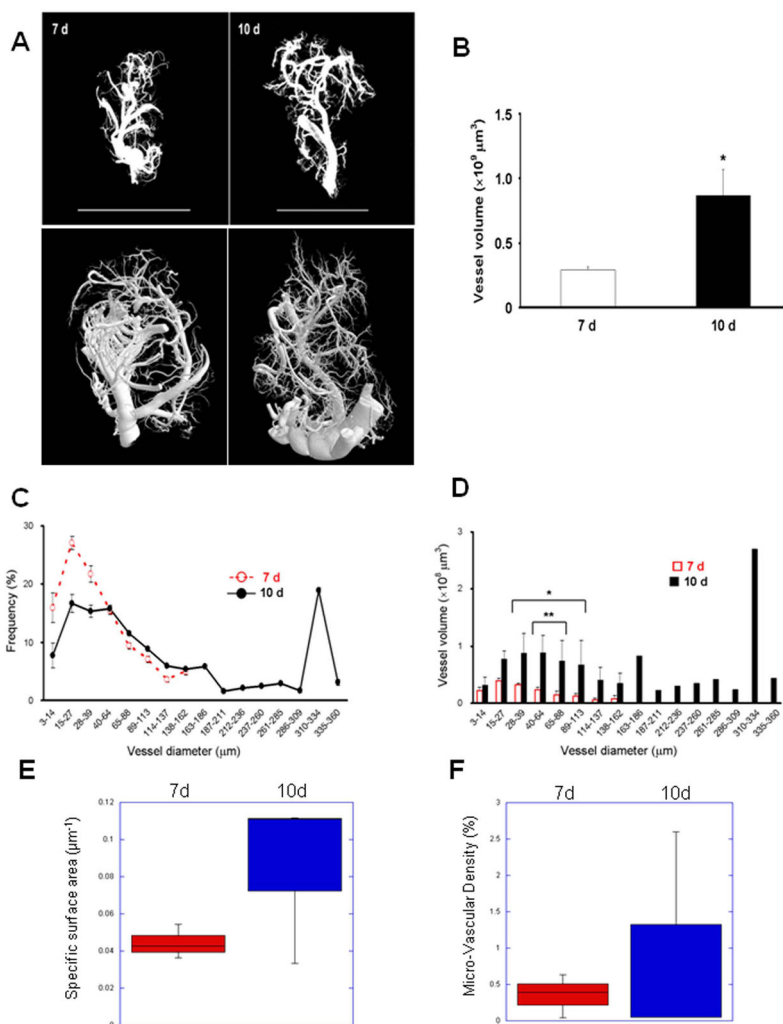 A
7 d
10 d
B
Vessel volume (×10⁹ µm³)
1.5
1.0
0.5
0
*
7 d
10 d
C
Frequency (%)
30
20
10
0
7 d
10 d
3-14
15-27
28-39
40-64
65-88
89-113
114-137
138-162
163-186
187-211
212-236
237-260
261-285
286-309
310-334
335-360
Vessel diameter (µm)
D
Vessel volume (×10⁸ µm³)
3
2
1
0
7 d
10 d
*
**
3-14
15-27
28-39
40-64
65-88
89-113
114-137
138-162
163-186
187-211
212-236
237-260
261-285
286-309
310-334
335-360
Vessel diameter (µm)
E
7d
10d
Specific surface area (µm⁻¹)
0.12
0.1
0.08
0.06
0.04
0.02
0
F
7d
10d
Micro-Vascular Density (%)
3
2.5
2
1.5
1
0.5
0